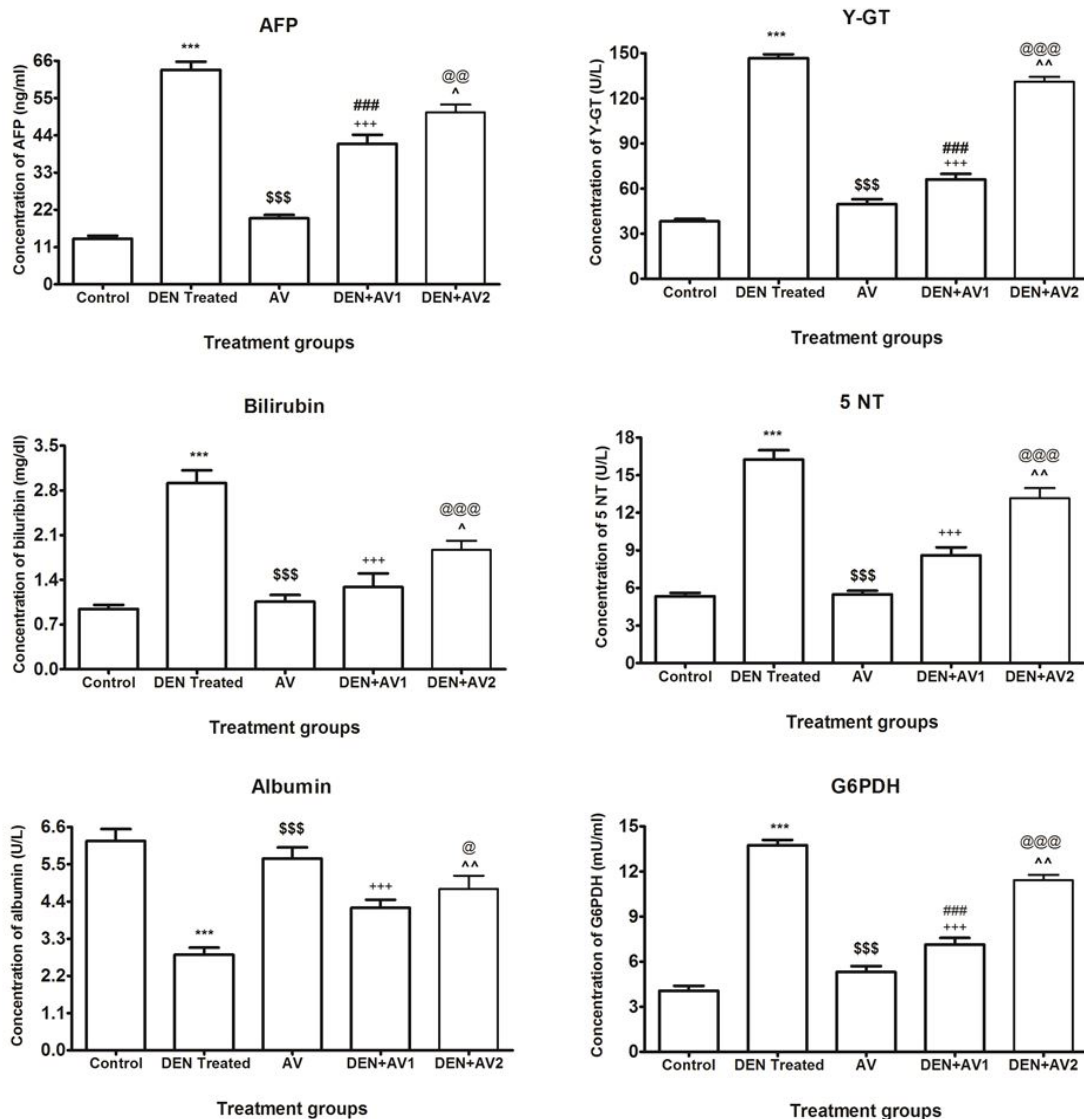 AFP
Concentration of AFP (ng/ml)
66
55
44
33
22
11
0
***
$$$
###
+++
@@
^
Control
DEN Treated
AV
DEN+AV1
DEN+AV2
Treatment groups
Y-GT
Concentration of Y-GT (U/L)
150
120
90
60
30
0
***
$$$
###
+++
@@@
^^
Control
DEN Treated
AV
DEN+AV1
DEN+AV2
Treatment groups
Bilirubin
Concentration of biluribin (mg/dl)
3.5
2.8
2.1
1.4
0.7
0.0
***
$$$
+++
@@@
^
Control
DEN Treated
AV
DEN+AV1
DEN+AV2
Treatment groups
5 NT
Concentration of 5 NT (U/L)
18
15
12
9
6
3
0
***
$$$
+++
@@@
^^
Control
DEN Treated
AV
DEN+AV1
DEN+AV2
Treatment groups
Albumin
Concentration of albumin (U/L)
6.6
5.5
4.4
3.3
2.2
1.1
0.0
***
$$$
+++
@
^^
Control
DEN Treated
AV
DEN+AV1
DEN+AV2
Treatment groups
G6PDH
Concentration of G6PDH (mU/ml)
15
12
9
6
3
0
***
$$$
###
+++
@@@
^^
Control
DEN Treated
AV
DEN+AV1
DEN+AV2
Treatment groups